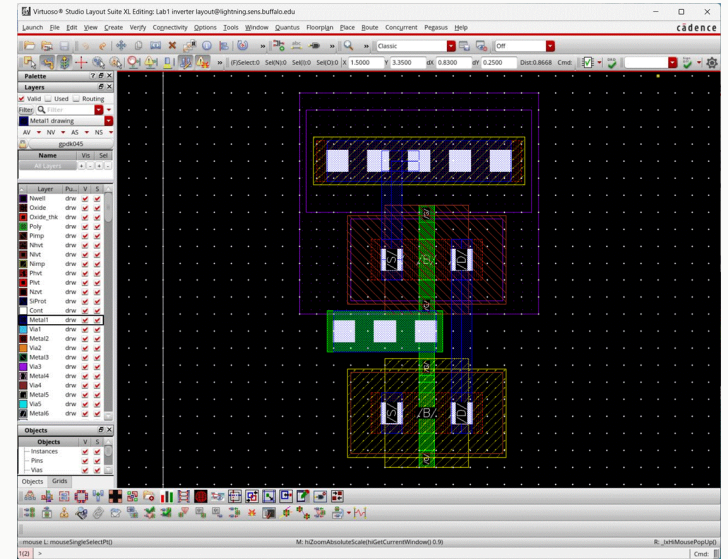 Virtuoso® Studio Layout Suite XL Editing: Lab1 inverter layout@lightning.sens.buffalo.edu
Launch File Edit View Create Verify Connectivity Options Tools Window Quantus Floorplan Place Route Concurrent Pegasus Help
cādence
» » » Classic Off
» (F)Select:0 Sel(N):0 Sel(I):0 Sel(O):0 X 1.5000 Y 3.3500 dX 0.8300 dY 0.2500 Dist:0.8668 Cmd: »
Palette
Layers
Valid Used Routing
Filter Filter
Metal1 drawing
AV NV AS NS
gpdk045
Name Vis Sel
All Layers + - + -
Layer Pu... V S
Nwell drw
Oxide drw
Oxide_thk drw
Poly drw
Pimp drw
Nhvt drw
Nlvt drw
Nimp drw
Phvt drw
Plvt drw
Nzvt drw
SiProt drw
Cont drw
Metal1 drw
Via1 drw
Metal2 drw
Via2 drw
Metal3 drw
Via3 drw
Metal4 drw
Via4 drw
Metal5 drw
Via5 drw
Metal6 drw
/S/ /B/ /D/
/S/ /B/ /D/
Objects
Objects V S
Instances
Pins
Vias
Objects Grids
mouse L: mouseSingleSelectPt() M: hiZoomAbsoluteScale(hiGetCurrentWindow() 0.9) R: _lxHiMousePopUp()
1(2) > Cmd: